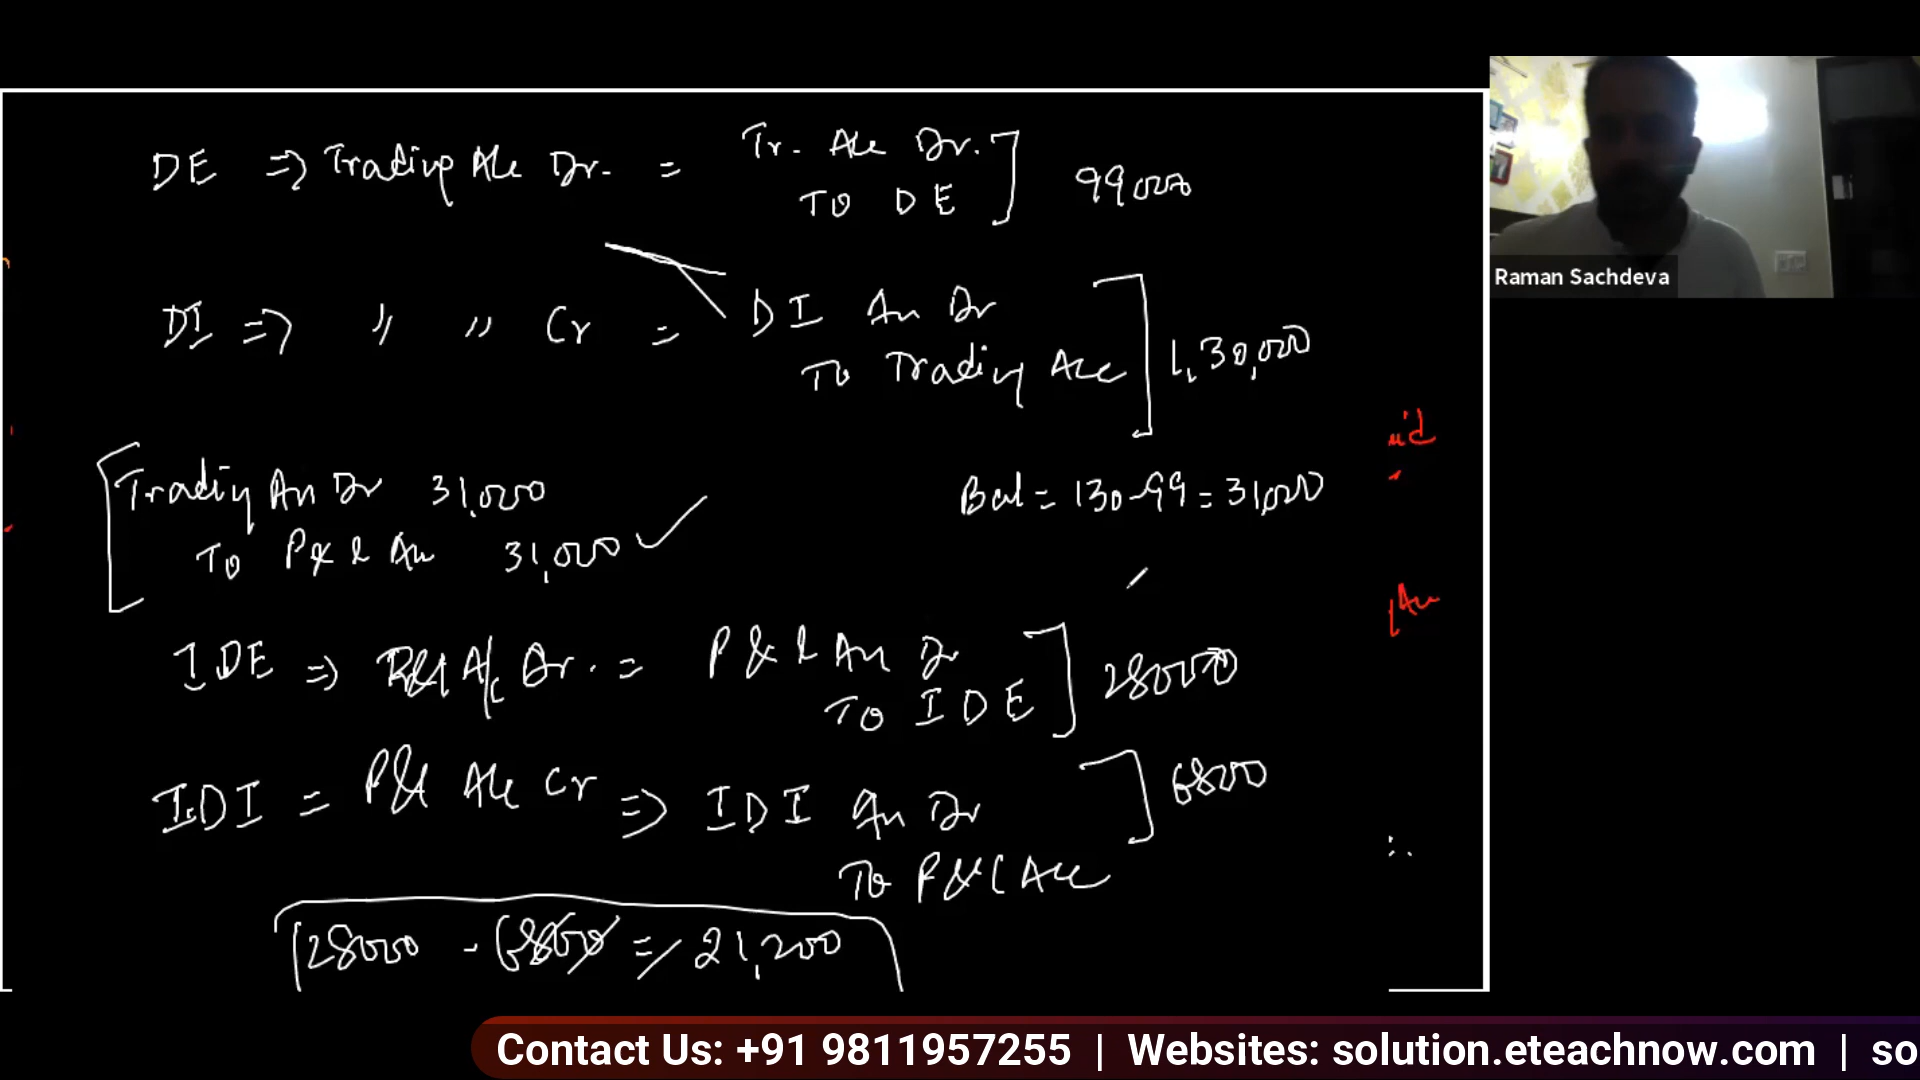 DE => Trading A/c Dr. = Tr. A/c Dr.
To DE ] 99000
DI => " " Cr = DI A/c Dr
To Trading A/c ] 1,30,000
Trading A/c Dr 31,000
To P&L A/c 31,000 ✓
Bal = 130-99 = 31,000
IDE => P&L A/c Dr. = P&L A/c Dr
To IDE ] 28000
IDI = P&L A/c Cr => IDI A/c Dr
To P&L A/c ] 6800
28000 - 6800 => 21,200
Raman Sachdeva
Contact Us: +91 9811957255 | Websites: solution.eteachnow.com | so